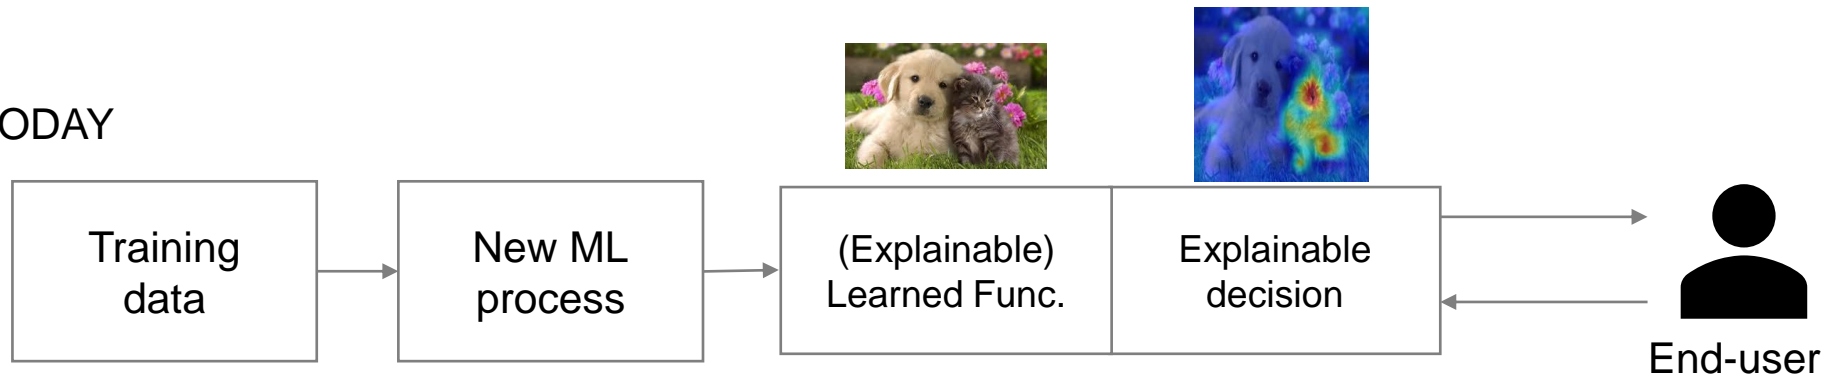 ODAY
Training
data
New ML
process
(Explainable)
Learned Func.
Explainable
decision
End-user